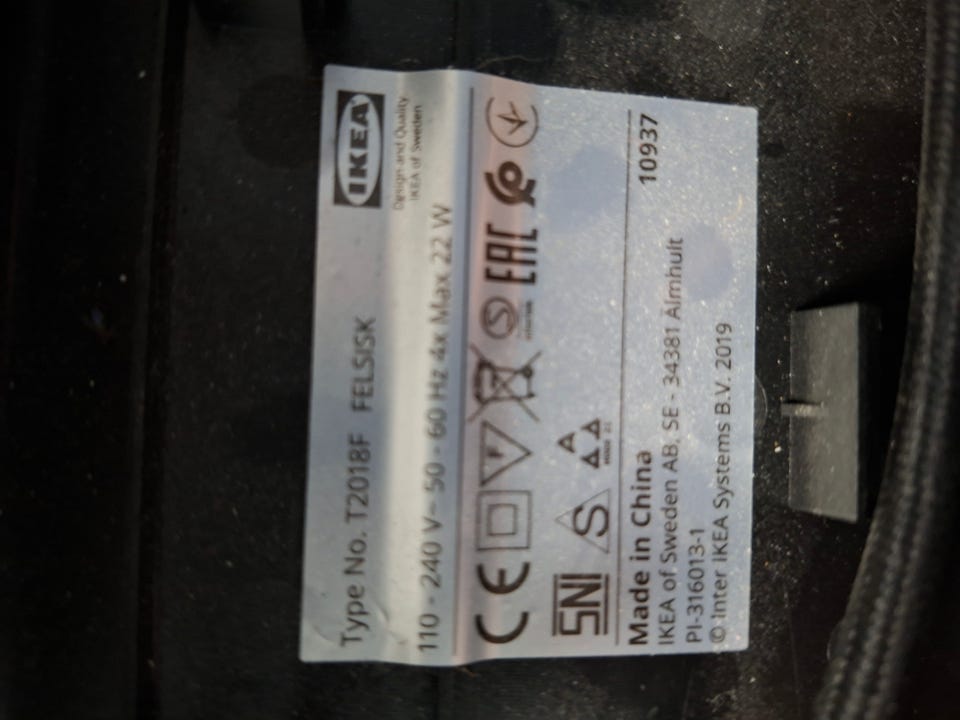 IKEA
Design and Quality
IKEA of Sweden
Type No. T2018F FELSISK
110 - 240 V~ 50 - 60 Hz 4x Max 22 W
CE F S EAC
SNI S
Made in China 10937
IKEA of Sweden AB, SE - 34381 Älmhult
PI-316013-1
© Inter IKEA Systems B.V. 2019